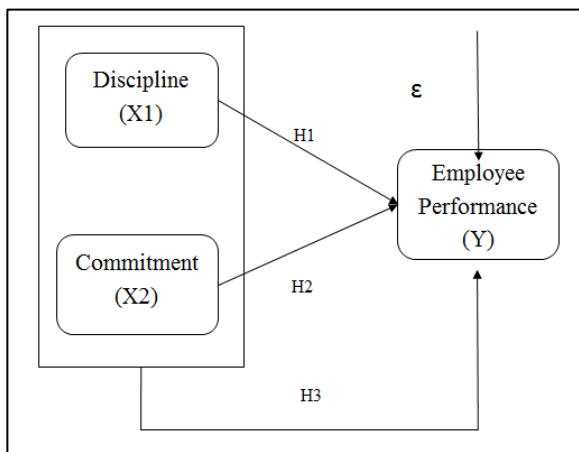 Discipline
(X1)
H1
ε
Employee
Performance
(Y)
Commitment
(X2)
H2
H3